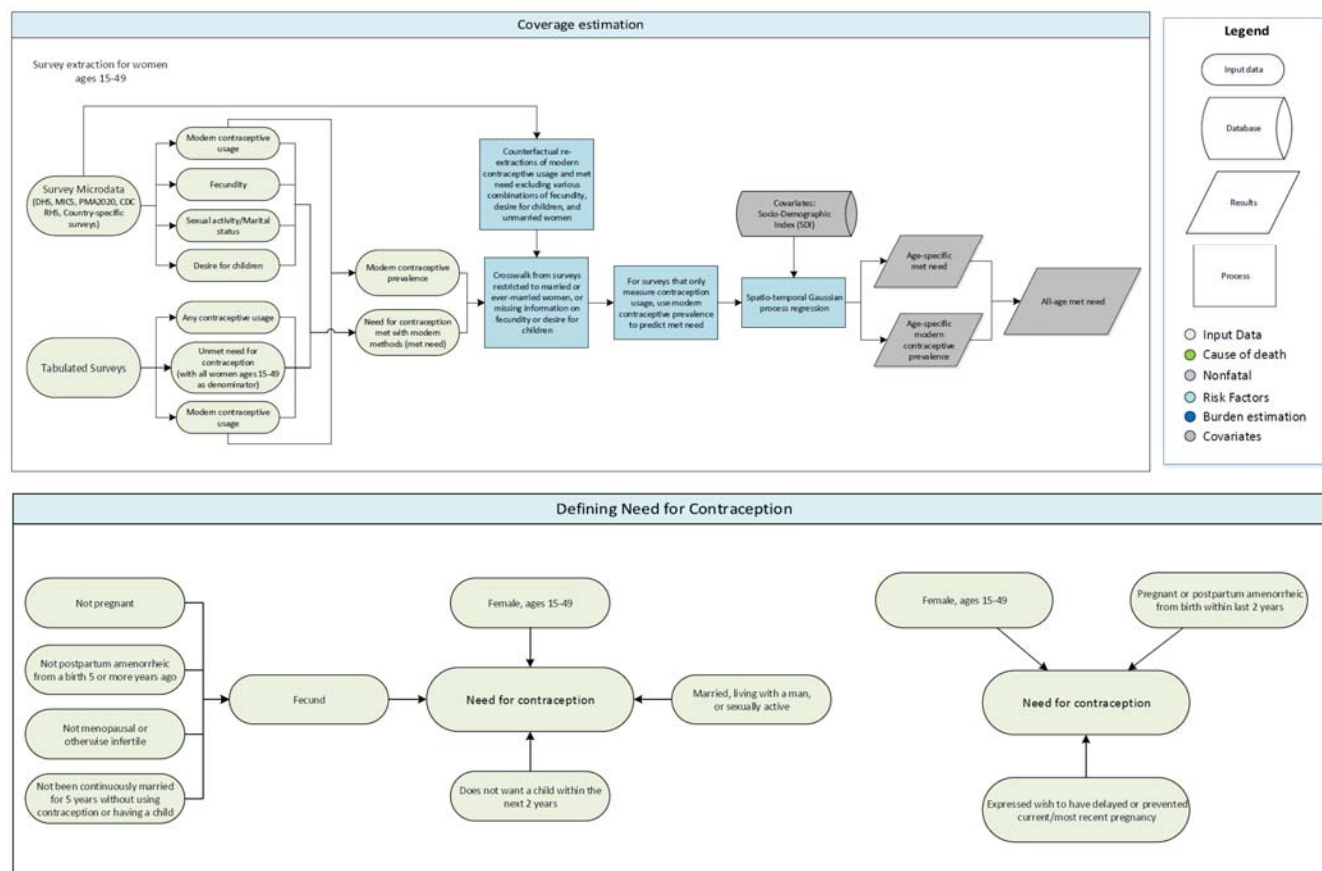 Coverage estimation
Survey extraction for women
ages 15-49
Survey Microdata
(DHS, MICS, PMA2020, CDC
RHS, Country-specific
surveys)
Tabulated Surveys
Modern contraceptive
usage
Fecundity
Sexual activity/Marital
status
Desire for children
Any contraceptive usage
Unmet need for
contraception
(with all women ages 15-49
as denominator)
Modern contraceptive
usage
Modern contraceptive
prevalence
Need for contraception
met with modern
methods (met need)
Counterfactual re-
extractions of modern
contraceptive usage and met
need excluding various
combinations of fecundity,
desire for children, and
unmarried women
Crosswalk from surveys
restricted to married or
ever-married women, or
missing information on
fecundity or desire for
children
For surveys that only
measure contraception
usage, use modern
contraceptive prevalence
to predict met need
Covariates:
Socio-Demographic
Index (SDI)
Spatio-temporal Gaussian
process regression
Age-specific
met need
Age-specific
modern
contraceptive
prevalence
All-age met need
Legend
Input data
Database
Results
Process
Input Data
Cause of death
Nonfatal
Risk Factors
Burden estimation
Covariates
Defining Need for Contraception
Not pregnant
Not postpartum amenorrheic
from a birth 5 or more years ago
Not menopausal or
otherwise infertile
Not been continuously married
for 5 years without using
contraception or having a child
Fecund
Female, ages 15-49
Need for contraception
Does not want a child within the
next 2 years
Married, living with a man,
or sexually active
Female, ages 15-49
Pregnant or postpartum amenorrheic
from birth within last 2 years
Need for contraception
Expressed wish to have delayed or prevented
current/most recent pregnancy